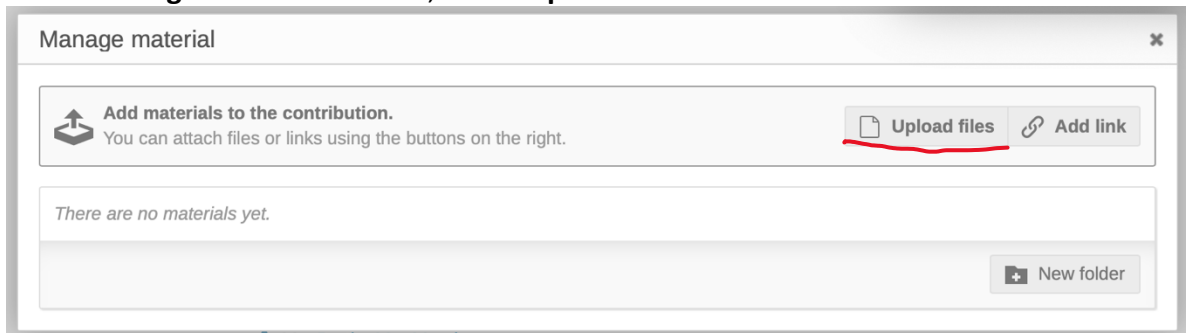 Manage material
Add materials to the contribution.
You can attach files or links using the buttons on the right.
Upload files
Add link
There are no materials yet.
New folder